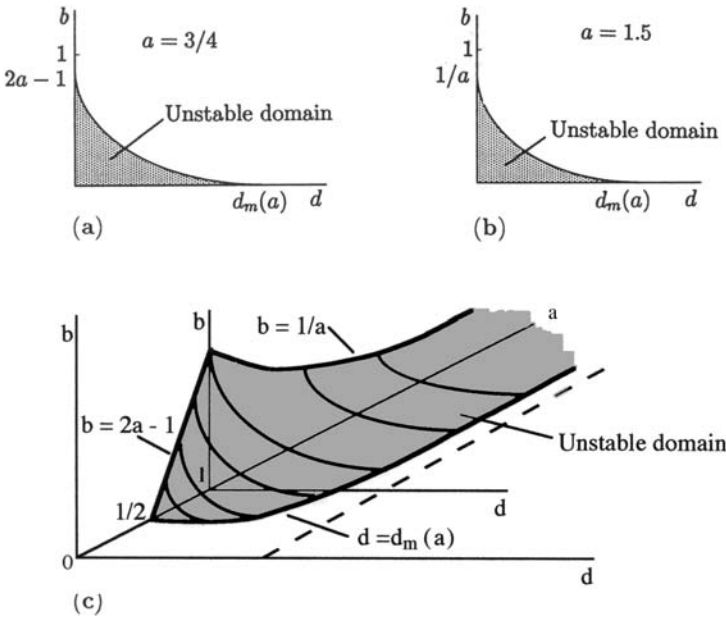 b
a = 3/4
1
2a − 1
Unstable domain
d_m(a) d
(a)
b
a = 1.5
1
1/a
Unstable domain
d_m(a) d
(b)
b
b
b = 1/a
a
b = 2a - 1
Unstable domain
1
1/2
d
d =d_m (a)
0
d
(c)